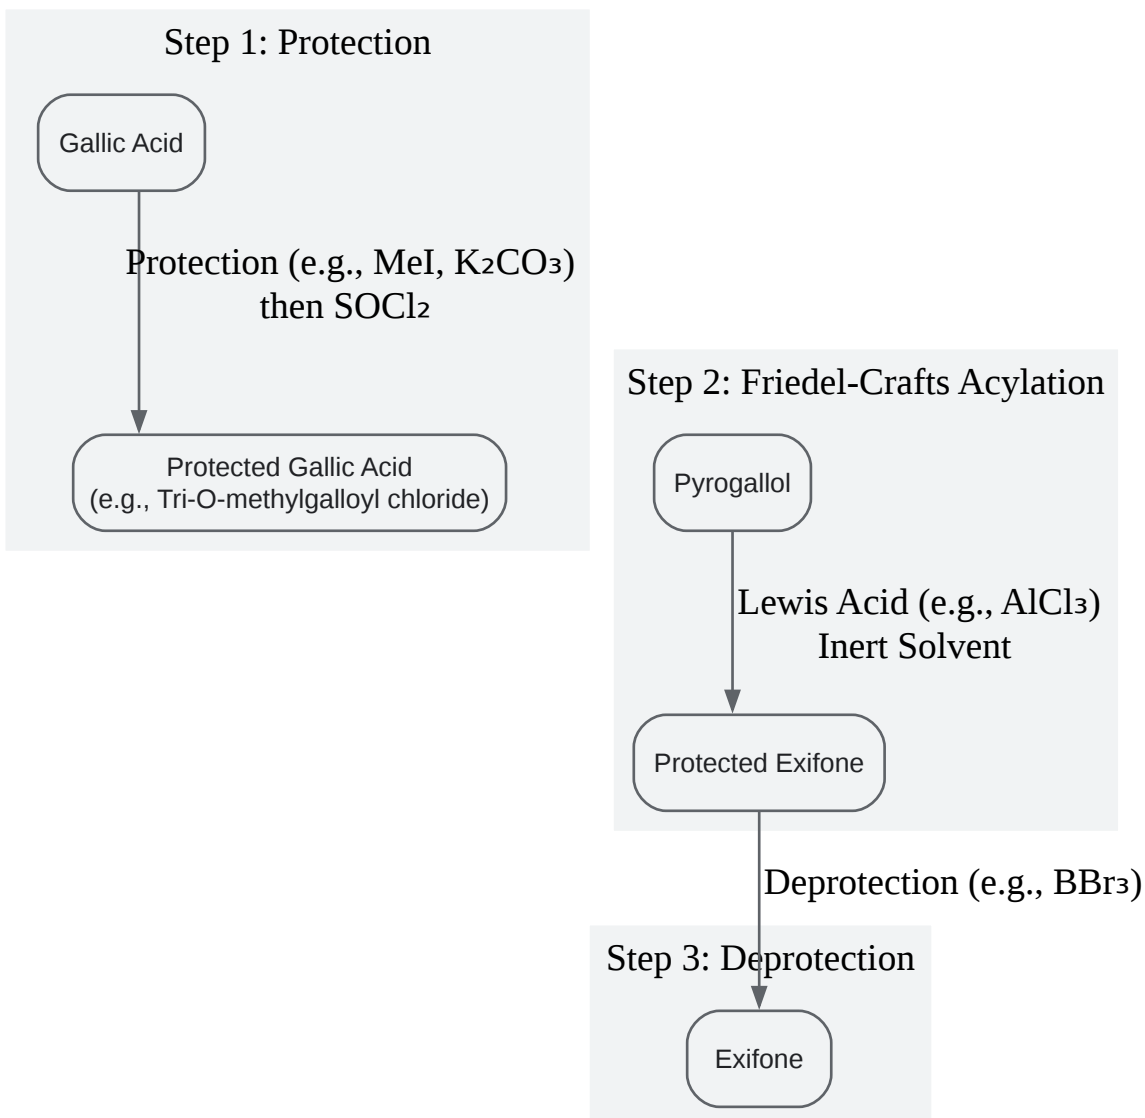 Step 1: Protection
Gallic Acid
Protection (e.g., MeI, K₂CO₃)
then SOCl₂
Protected Gallic Acid
(e.g., Tri-O-methylgalloyl chloride)
Step 2: Friedel-Crafts Acylation
Pyrogallol
Lewis Acid (e.g., AlCl₃)
Inert Solvent
Protected Exifone
Deprotection (e.g., BBr₃)
Step 3: Deprotection
Exifone